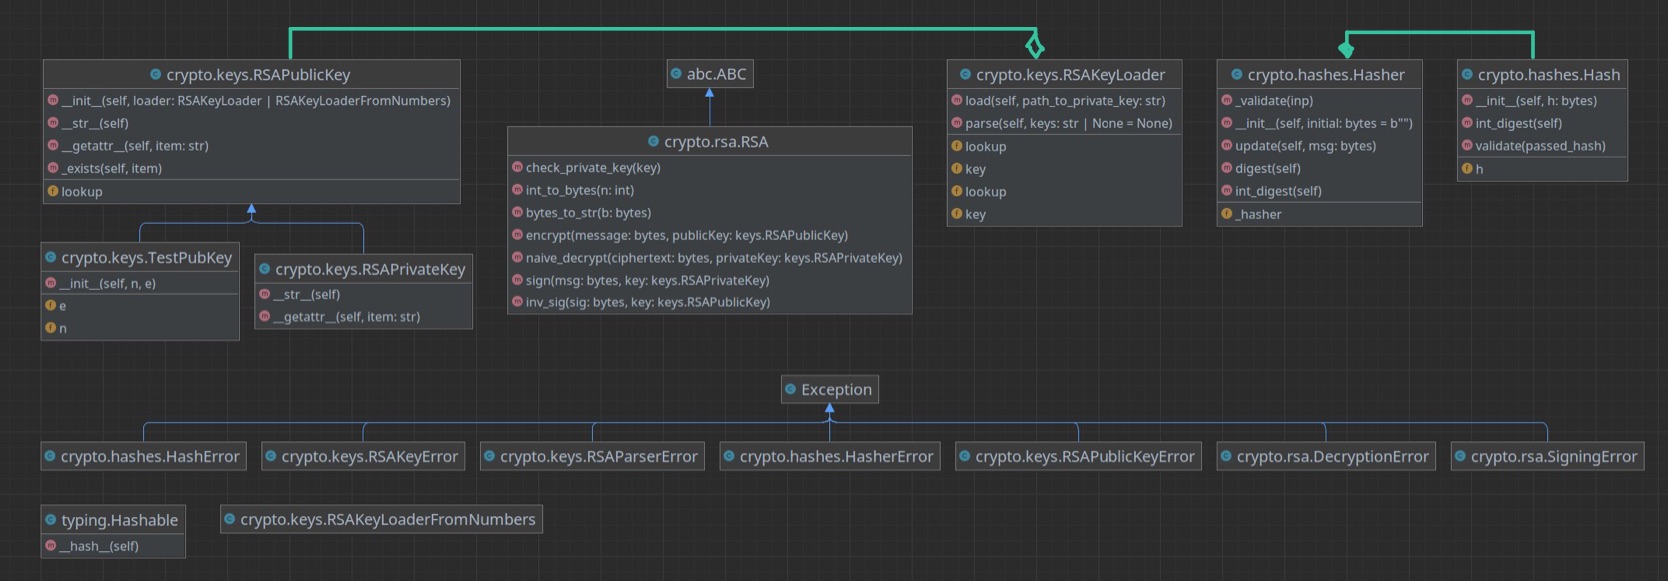 crypto.keys.RSAPublicKey
__init__(self, loader: RSAKeyLoader | RSAKeyLoaderFromNumbers)
__str__(self)
__getattr__(self, item: str)
_exists(self, item)
lookup
crypto.keys.TestPubKey
__init__(self, n, e)
e
n
crypto.keys.RSAPrivateKey
__str__(self)
__getattr__(self, item: str)
abc.ABC
crypto.rsa.RSA
check_private_key(key)
int_to_bytes(n: int)
bytes_to_str(b: bytes)
encrypt(message: bytes, publicKey: keys.RSAPublicKey)
naive_decrypt(ciphertext: bytes, privateKey: keys.RSAPrivateKey)
sign(msg: bytes, key: keys.RSAPrivateKey)
inv_sig(sig: bytes, key: keys.RSAPublicKey)
crypto.keys.RSAKeyLoader
load(self, path_to_private_key: str)
parse(self, keys: str | None = None)
lookup
key
lookup
key
crypto.hashes.Hasher
_validate(inp)
__init__(self, initial: bytes = b"")
update(self, msg: bytes)
digest(self)
int_digest(self)
_hasher
crypto.hashes.Hash
__init__(self, h: bytes)
int_digest(self)
validate(passed_hash)
h
Exception
crypto.hashes.HashError
crypto.keys.RSAKeyError
crypto.keys.RSAParserError
crypto.hashes.HasherError
crypto.keys.RSAPublicKeyError
crypto.rsa.DecryptionError
crypto.rsa.SigningError
typing.Hashable
__hash__(self)
crypto.keys.RSAKeyLoaderFromNumbers